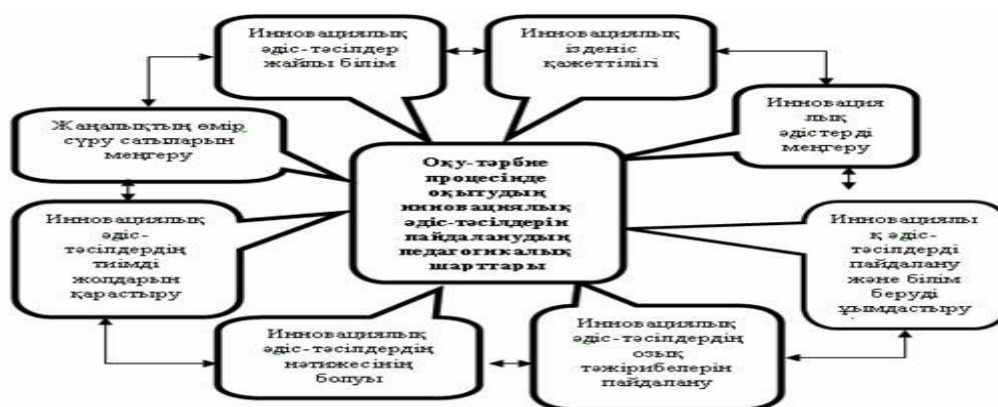 Инновациялық
әдіс-тәсілдер
жайлы білім
Инновациялық
ізденіс
қажеттілігі
Жаңалықтың өмір
сүру сатыларын
меңгеру
Инновация
лық
әдістерді
меңгеру
Оқу-тәрбие
процесінде
оқытудың
инновациялық
әдіс-тәсілдерін
пайдаланудың
педагогикалық
шарттары
Инновациялық
әдіс-
тәсілдердің
тиімді
жолдарын
қарастыру
Инновациялы
қ әдіс-
тәсілдерді
пайдалану
және білім
беруді
ұымдастыру
Инновациялық
әдіс-тәсілдердің
нәтижесінің
болуы
Инновациялық
әдіс-тәсілдердің
озық
тәжірибелерін
пайдалану